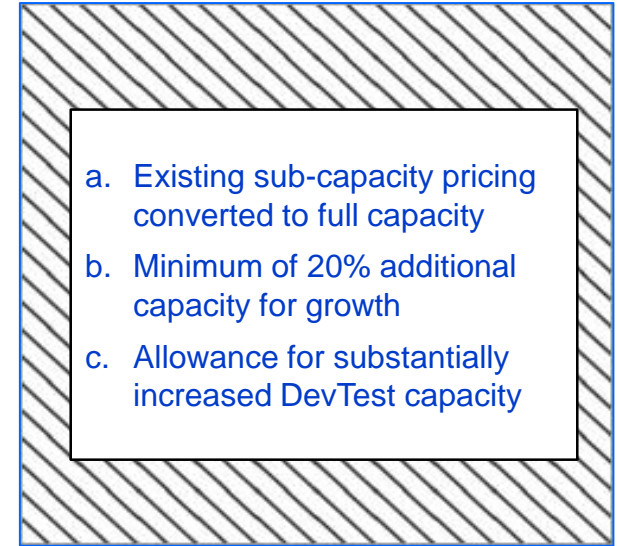 a. Existing sub-capacity pricing
converted to full capacity
b. Minimum of 20% additional
capacity for growth
c. Allowance for substantially
increased DevTest capacity